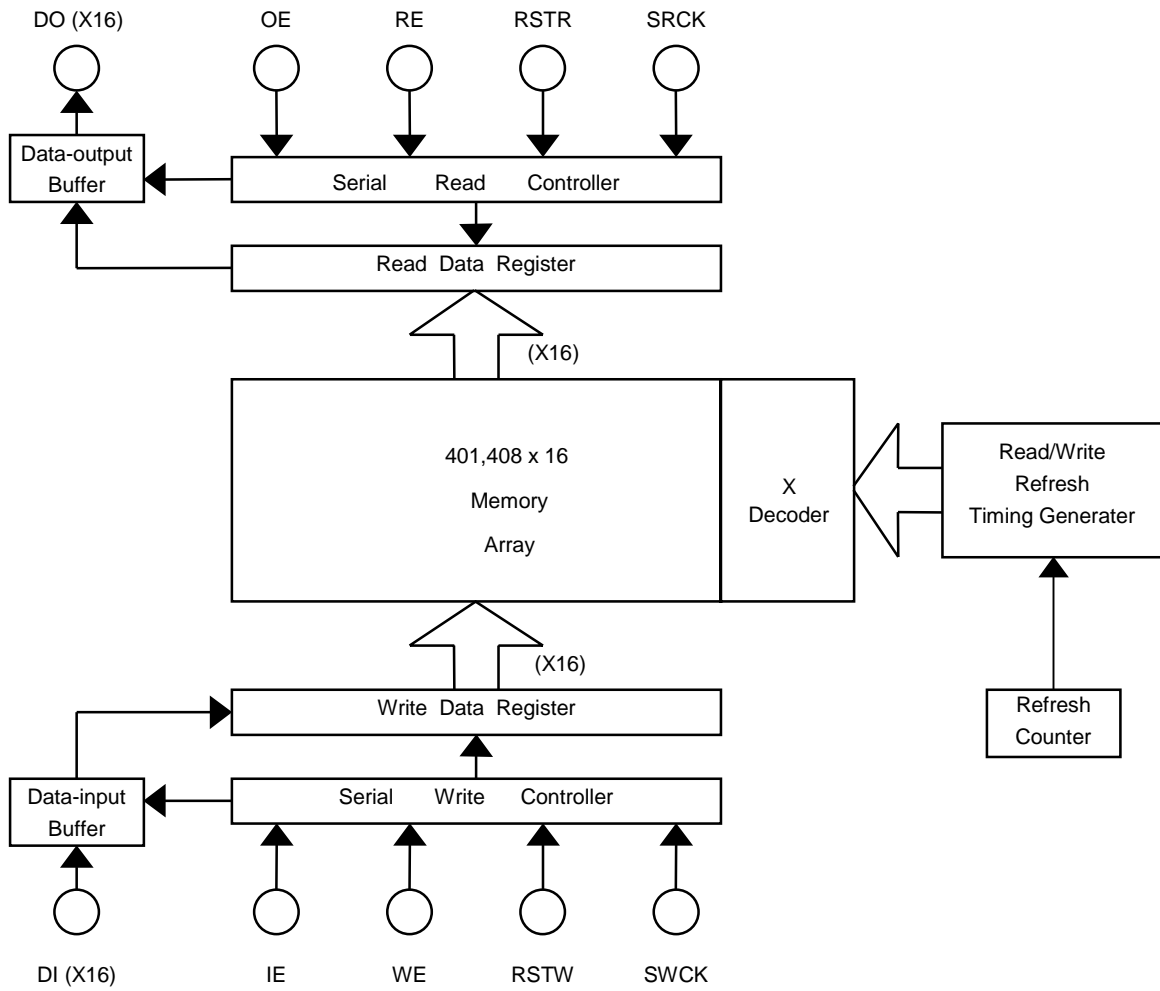 DO (X16)
OE
RE
RSTR
SRCK
Data-output
Buffer
Serial Read Controller
Read Data Register
(X16)
401,408 x 16
Memory
Array
X
Decoder
Read/Write
Refresh
Timing Generater
(X16)
Write Data Register
Refresh
Counter
Data-input
Buffer
Serial Write Controller
DI (X16)
IE
WE
RSTW
SWCK